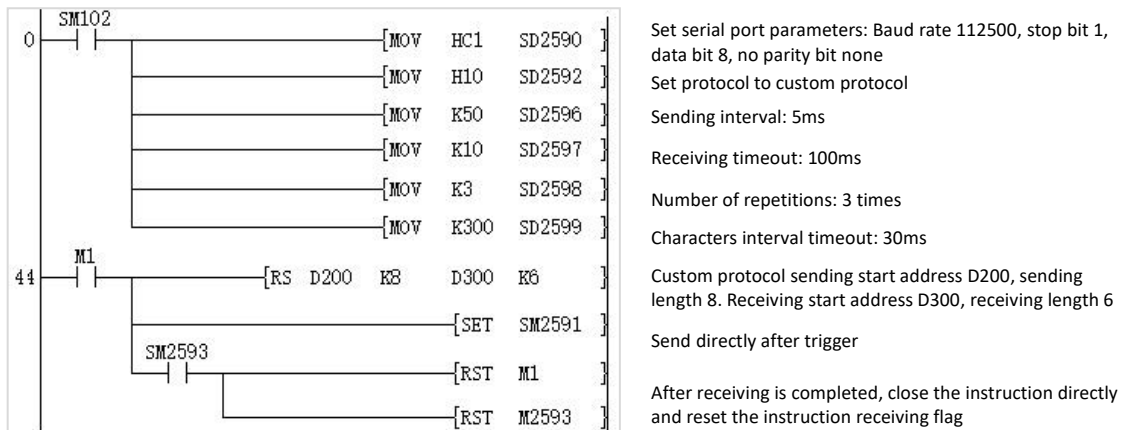 SM102
0 [MOV HC1 SD2590 ]
[MOV H10 SD2592 ]
[MOV K50 SD2596 ]
[MOV K10 SD2597 ]
[MOV K3 SD2598 ]
[MOV K300 SD2599 ]
M1
44 [RS D200 K8 D300 K6 ]
[SET SM2591 ]
SM2593
[RST M1 ]
[RST M2593 ]
Set serial port parameters: Baud rate 112500, stop bit 1,
data bit 8, no parity bit none
Set protocol to custom protocol
Sending interval: 5ms
Receiving timeout: 100ms
Number of repetitions: 3 times
Characters interval timeout: 30ms
Custom protocol sending start address D200, sending
length 8. Receiving start address D300, receiving length 6
Send directly after trigger
After receiving is completed, close the instruction directly
and reset the instruction receiving flag